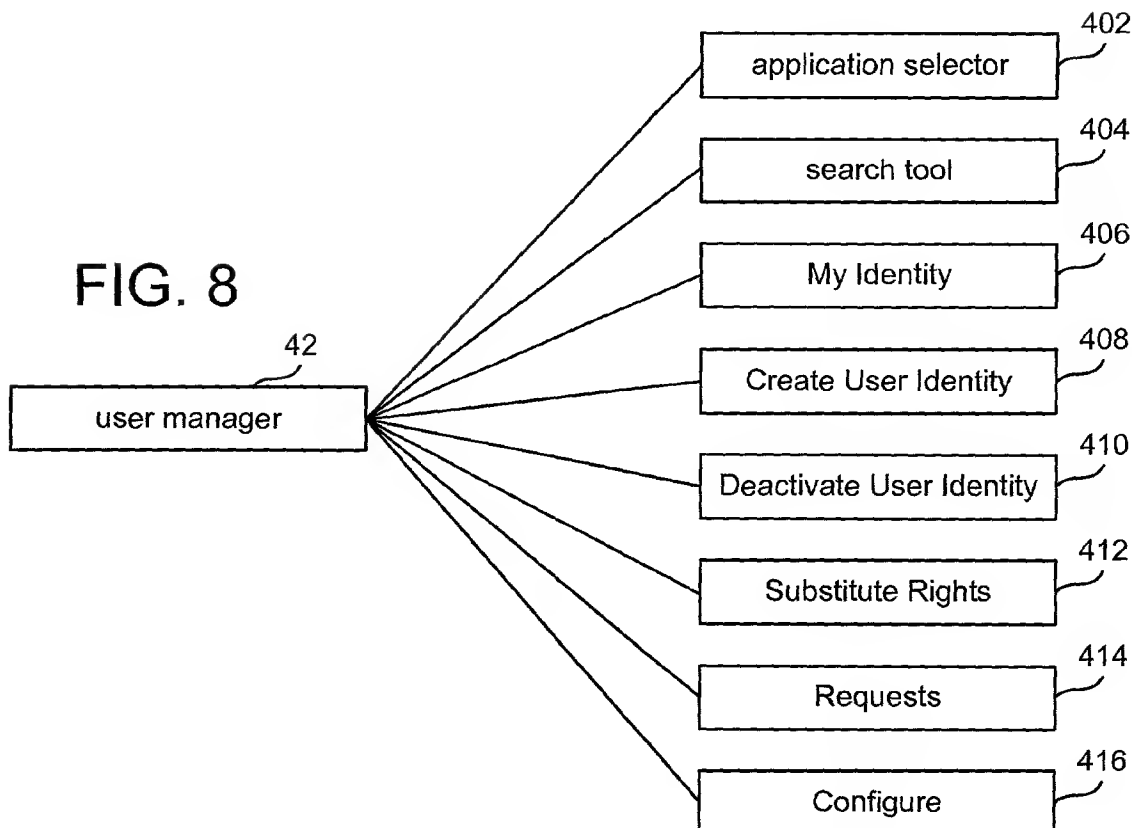 402
application selector
404
search tool
406
My Identity
FIG. 8
408
42
Create User Identity
user manager
410
Deactivate User Identity
412
Substitute Rights
414
Requests
416
Configure